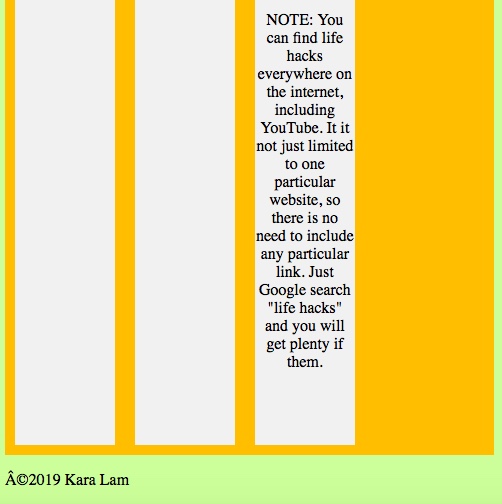 NOTE: You
can find life
hacks
everywhere on
the internet,
including
YouTube. It it
not just limited
to one
particular
website, so
there is no
need to include
any particular
link. Just
Google search
"life hacks"
and you will
get plenty if
them.
Â©2019 Kara Lam